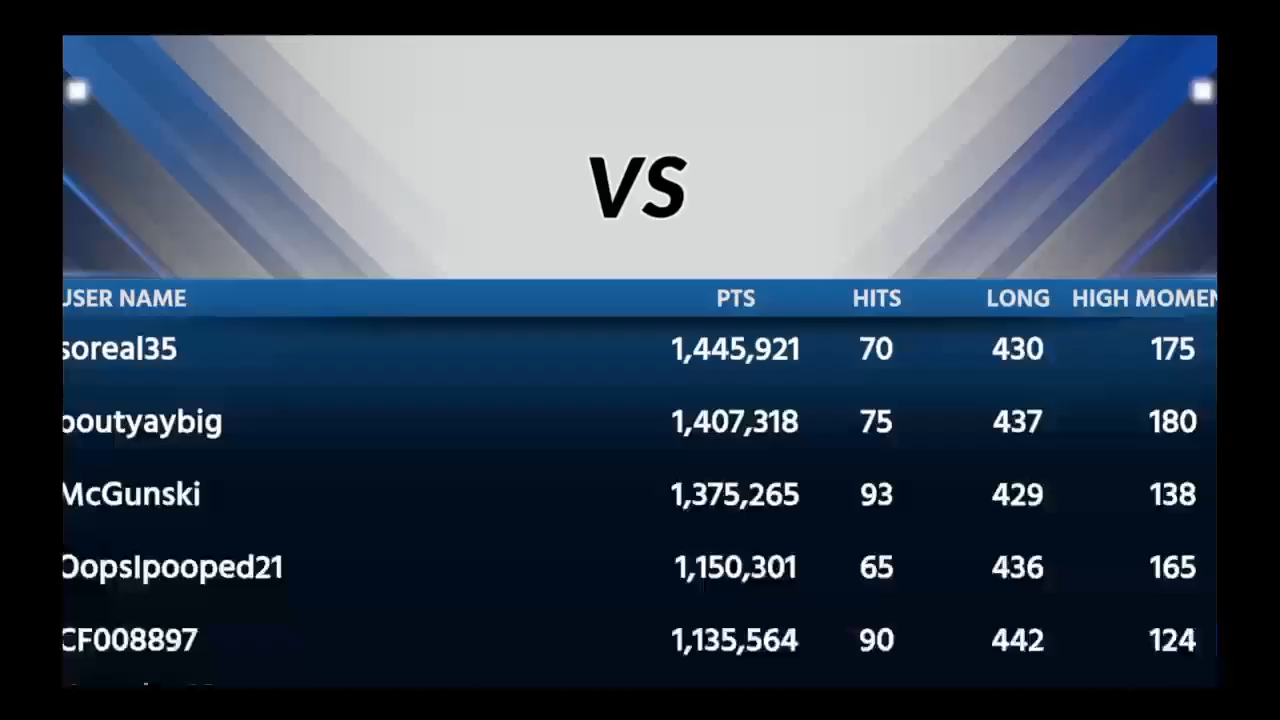 VS
USER NAME PTS HITS LONG HIGH MOMEN
soreal35 1,445,921 70 430 175
boutyaybig 1,407,318 75 437 180
McGunski 1,375,265 93 429 138
OopsIpooped21 1,150,301 65 436 165
CF008897 1,135,564 90 442 124